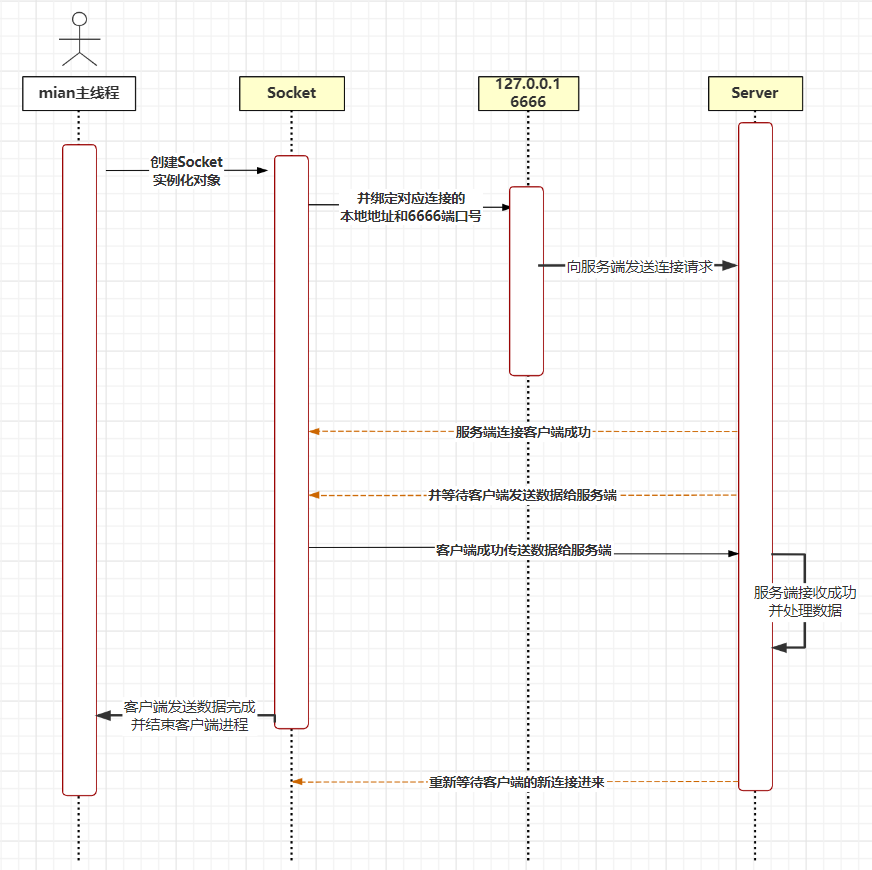 mian主线程
Socket
127.0.0.1
6666
Server
创建Socket
实例化对象
并绑定对应连接的
本地地址和6666端口号
向服务端发送连接请求
服务端连接客户端成功
并等待客户端发送数据给服务端
客户端成功传送数据给服务端
服务端接收成功
并处理数据
客户端发送数据完成
并结束客户端进程
重新等待客户端的新连接进来